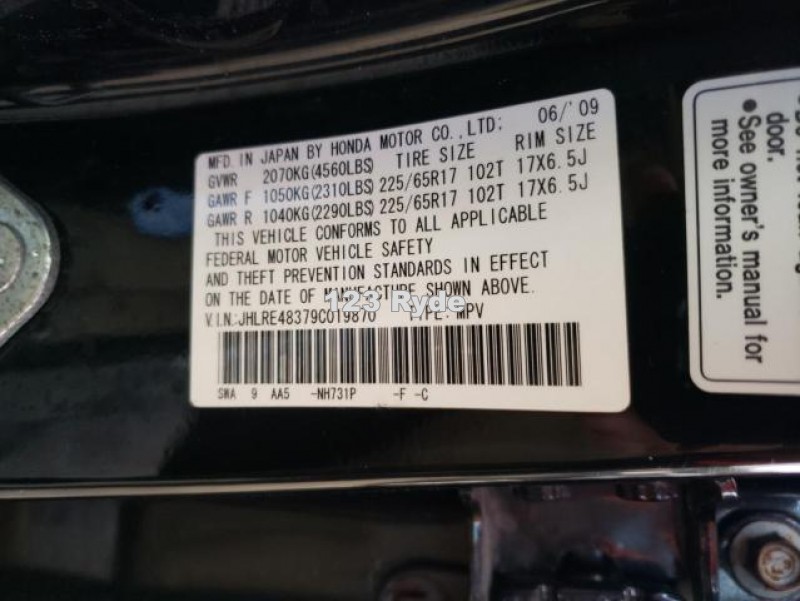 MFD. IN JAPAN BY HONDA MOTOR CO.,LTD: 06/'09
GVWR 2070KG(4560LBS) TIRE SIZE RIM SIZE
GAWR F 1050KG(2310LBS) 225/65R17 102T 17X6.5J
GAWR R 1040KG(2290LBS) 225/65R17 102T 17X6.5J
THIS VEHICLE CONFORMS TO ALL APPLICABLE
FEDERAL MOTOR VEHICLE SAFETY
AND THEFT PREVENTION STANDARDS IN EFFECT
ON THE DATE OF MANUFACTURE SHOWN ABOVE.
V.I.N.:JHLRE48379C019870 TYPE: MPV
SWA 9 AA5 -NH731P -F -C
123 Ryde
door.
●See owner's manual for
more information.